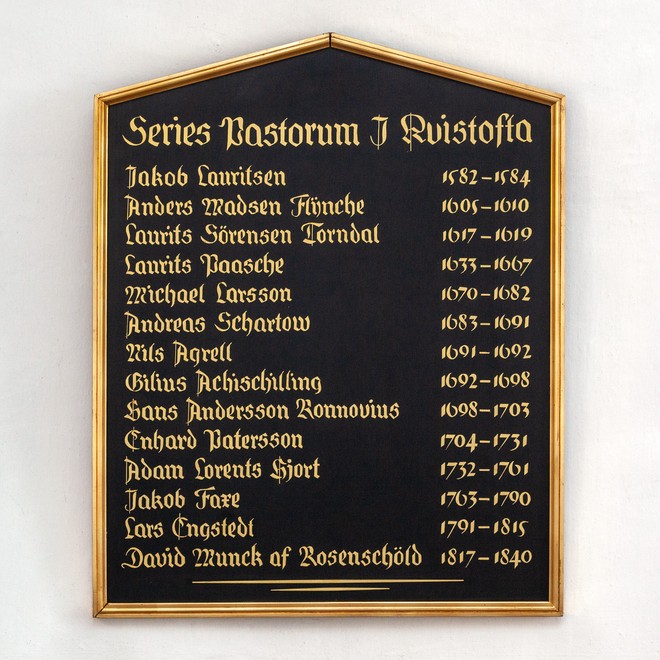 Series Pastorum I Kvistofta
Jakob Lauritsen 1582–1584
Anders Madsen Flÿnche 1605–1610
Laurits Sörensen Torndal 1617–1619
Laurits Paasche 1633–1667
Michael Larsson 1670–1682
Andreas Schartow 1683–1691
Nils Agrell 1691–1692
Gilius Achischilling 1692–1698
Hans Andersson Ronnovius 1698–1703
Enhard Patersson 1704–1731
Adam Lorents Hjort 1732–1761
Jakob Faxe 1763–1790
Lars Engstedt 1791–1815
David Munck af Rosenschöld 1817–1840